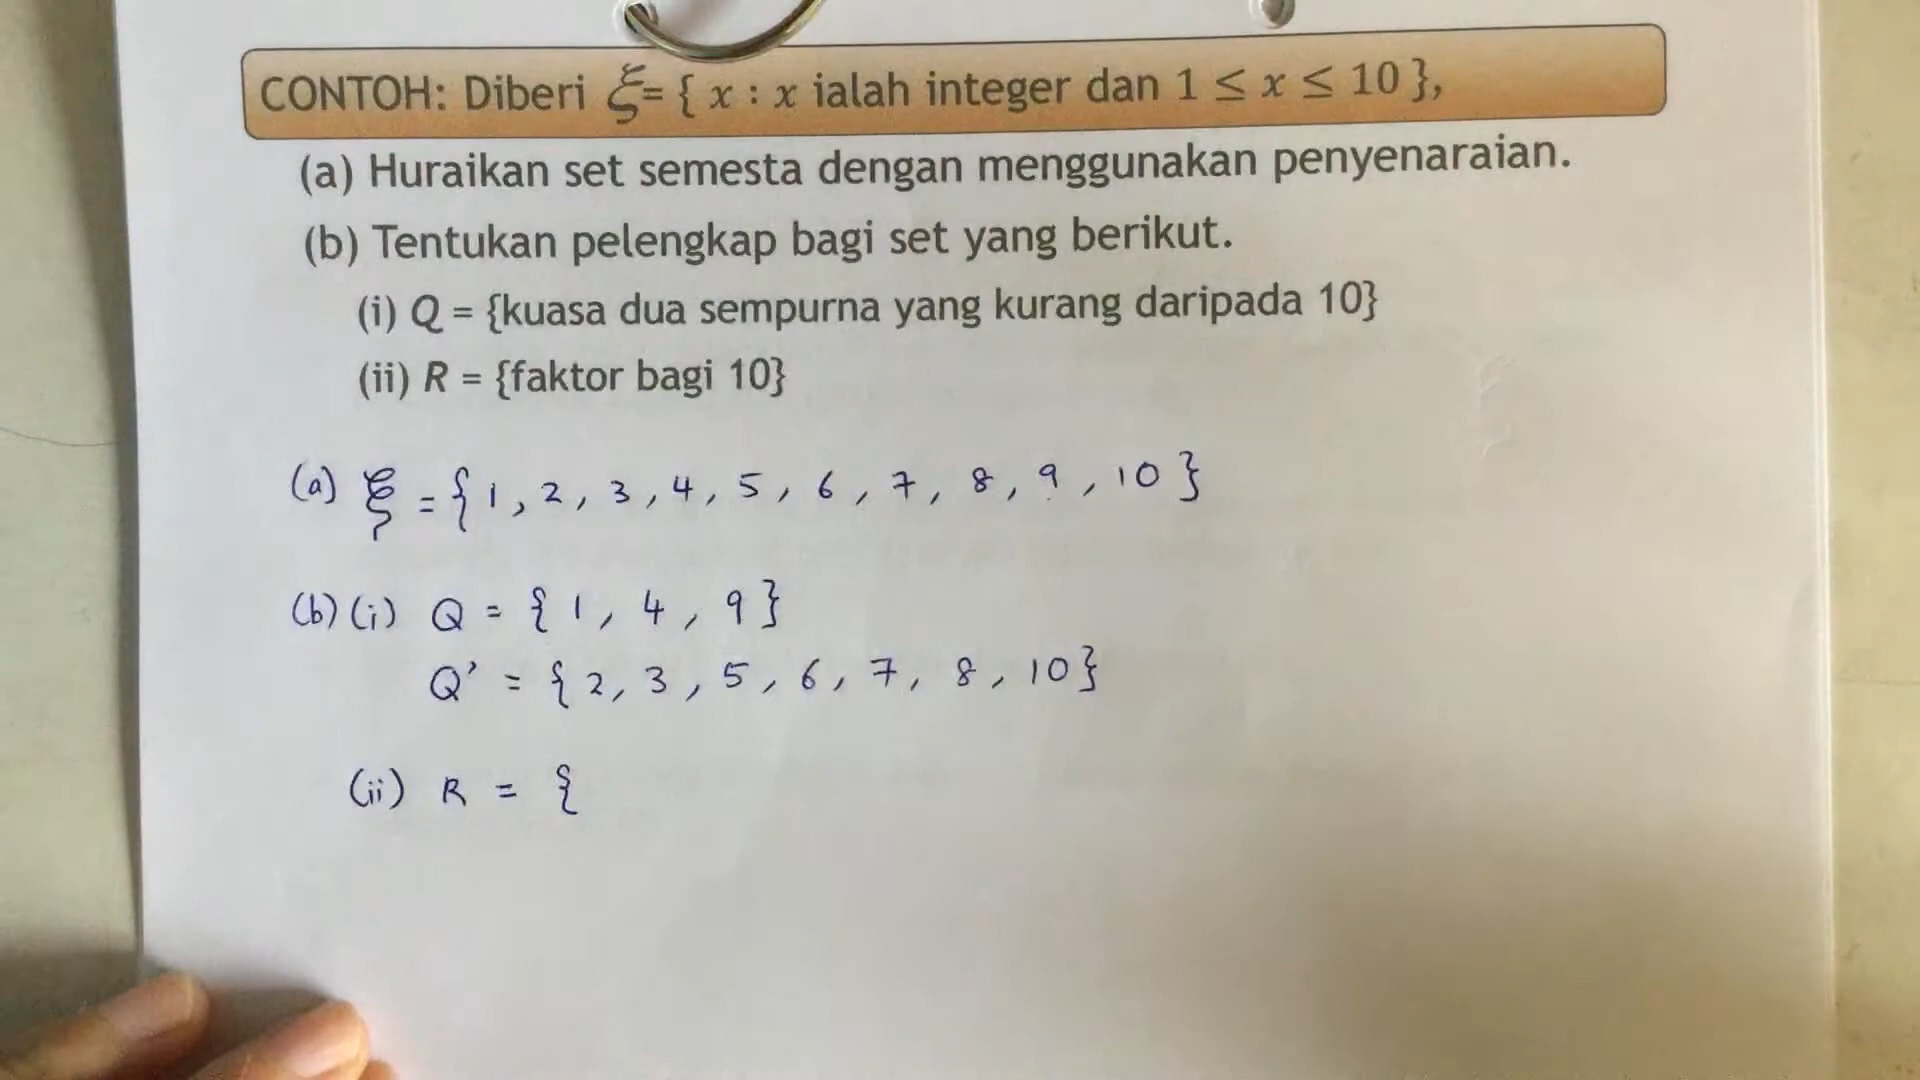 CONTOH: Diberi ξ= { x : x ialah integer dan 1 ≤ x ≤ 10 },
(a) Huraikan set semesta dengan menggunakan penyenaraian.
(b) Tentukan pelengkap bagi set yang berikut.
(i) Q = {kuasa dua sempurna yang kurang daripada 10}
(ii) R = {faktor bagi 10}
(a) ξ = { 1 , 2 , 3 , 4 , 5 , 6 , 7 , 8 , 9 , 10 }
(b) (i) Q = { 1 , 4 , 9 }
Q' = { 2 , 3 , 5 , 6 , 7 , 8 , 10 }
(ii) R = {